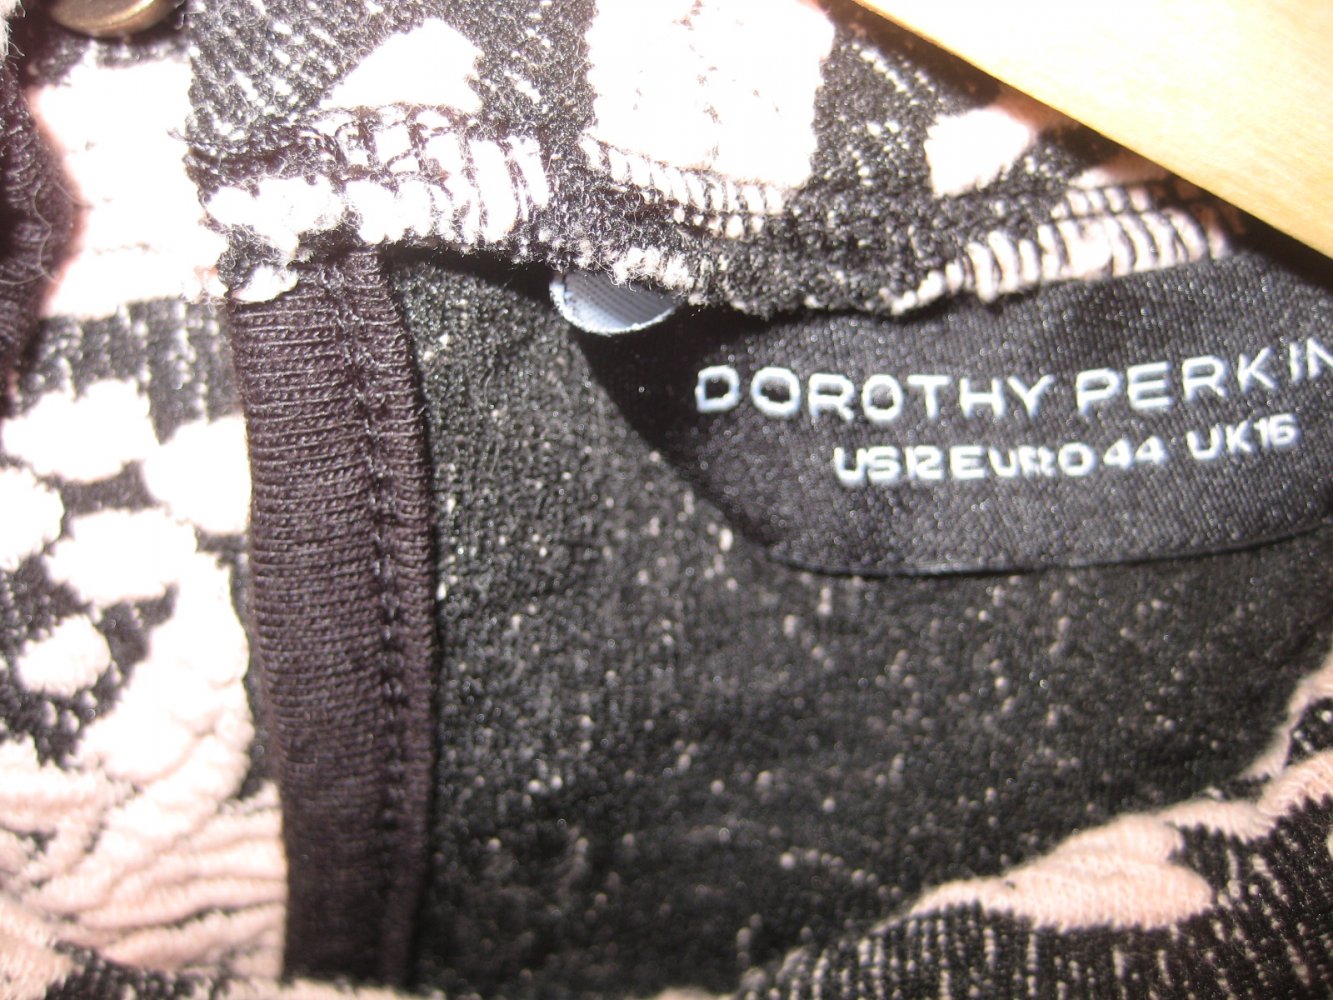 DOROTHY PERKIN
US12 EURO 44 UK16